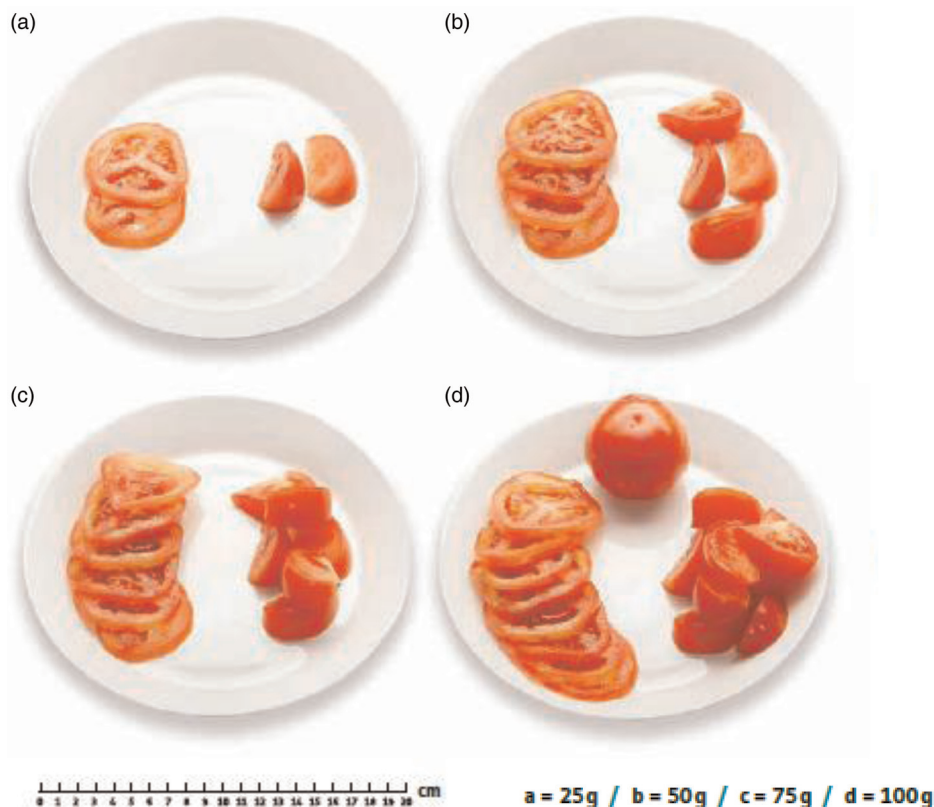 (a)
(b)
(c)
(d)
0 1 2 3 4 5 6 7 8 9 10 11 12 13 14 15 16 17 18 19 20 cm
a = 25g / b = 50g / c = 75g / d = 100g